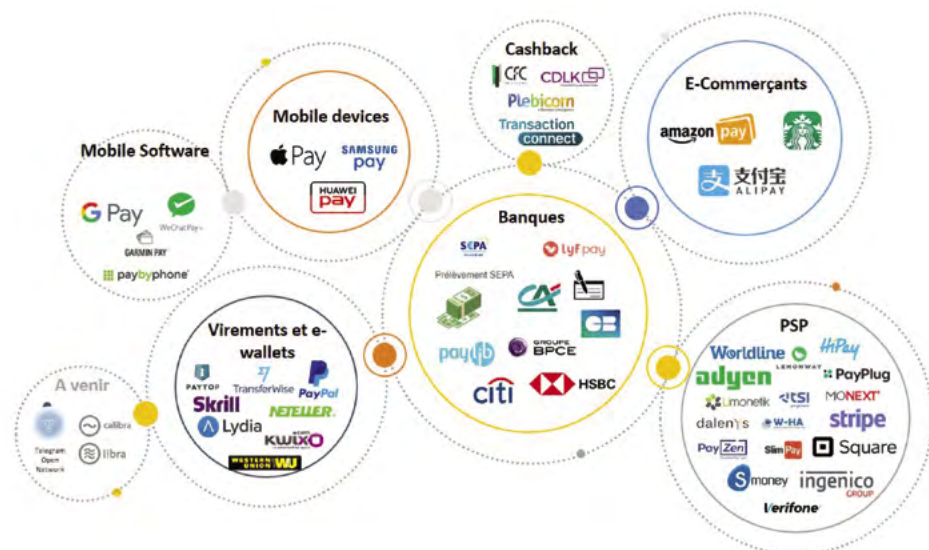 Cashback
CFC
CDLK
Plebicom
Transaction
connect
E-Commerçants
amazon pay
支付宝
ALIPAY
Mobile devices
Pay
SAMSUNG
pay
HUAWEI
pay
Mobile Software
G Pay
WeChat Pay
GARMIN PAY
paybyphone
Banques
SEPA
lyf pay
Prélèvement SEPA
CA
CB
paylib
GROUPE
BPCE
citi
HSBC
Virements et e-
wallets
PAYTOP
TransferWise
PayPal
Skrill
NETELLER
Lydia
KWIXO
WESTERN
UNION WU
A venir
Telegram
Open
Network
calibra
libra
PSP
Worldline
LEMONWAY
HiPay
adyen
PayPlug
Limonetik
tsi
MONEXT
dalenys
W-HA
stripe
PayZen
SlimPay
Square
S money
ingenico
GROUP
Verifone